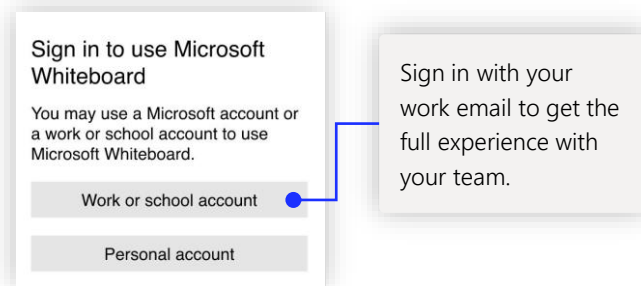 Sign in to use Microsoft
Whiteboard
You may use a Microsoft account or
a work or school account to use
Microsoft Whiteboard.
Work or school account
Personal account
Sign in with your
work email to get the
full experience with
your team.